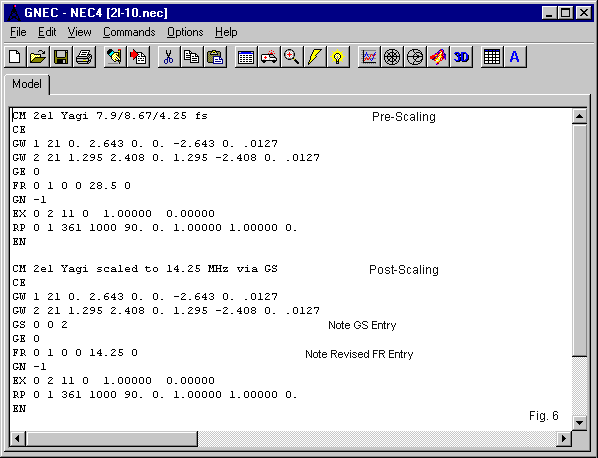 GNEC - NEC4 [2l-10.nec]
File Edit View Commands Options Help
3D A
Model
CM 2el Yagi 7.9/8.67/4.25 fs Pre-Scaling
CE
GW 1 21 0. 2.643 0. 0. -2.643 0. .0127
GW 2 21 1.295 2.408 0. 1.295 -2.408 0. .0127
GE 0
FR 0 1 0 0 28.5 0
GN -1
EX 0 2 11 0 1.00000 0.00000
RP 0 1 361 1000 90. 0. 1.00000 1.00000 0.
EN
CM 2el Yagi scaled to 14.25 MHz via GS Post-Scaling
CE
GW 1 21 0. 2.643 0. 0. -2.643 0. .0127
GW 2 21 1.295 2.408 0. 1.295 -2.408 0. .0127
GS 0 0 2 Note GS Entry
GE 0
FR 0 1 0 0 14.25 0 Note Revised FR Entry
GN -1
EX 0 2 11 0 1.00000 0.00000
RP 0 1 361 1000 90. 0. 1.00000 1.00000 0.
EN
Fig. 6